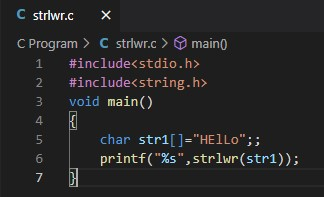 C strlwr.c ×
C Program > C strlwr.c > main()
1 #include<stdio.h>
2 #include<string.h>
3 void main()
4 {
5 char str1[]="HElLo";;
6 printf("%s",strlwr(str1));
7 }